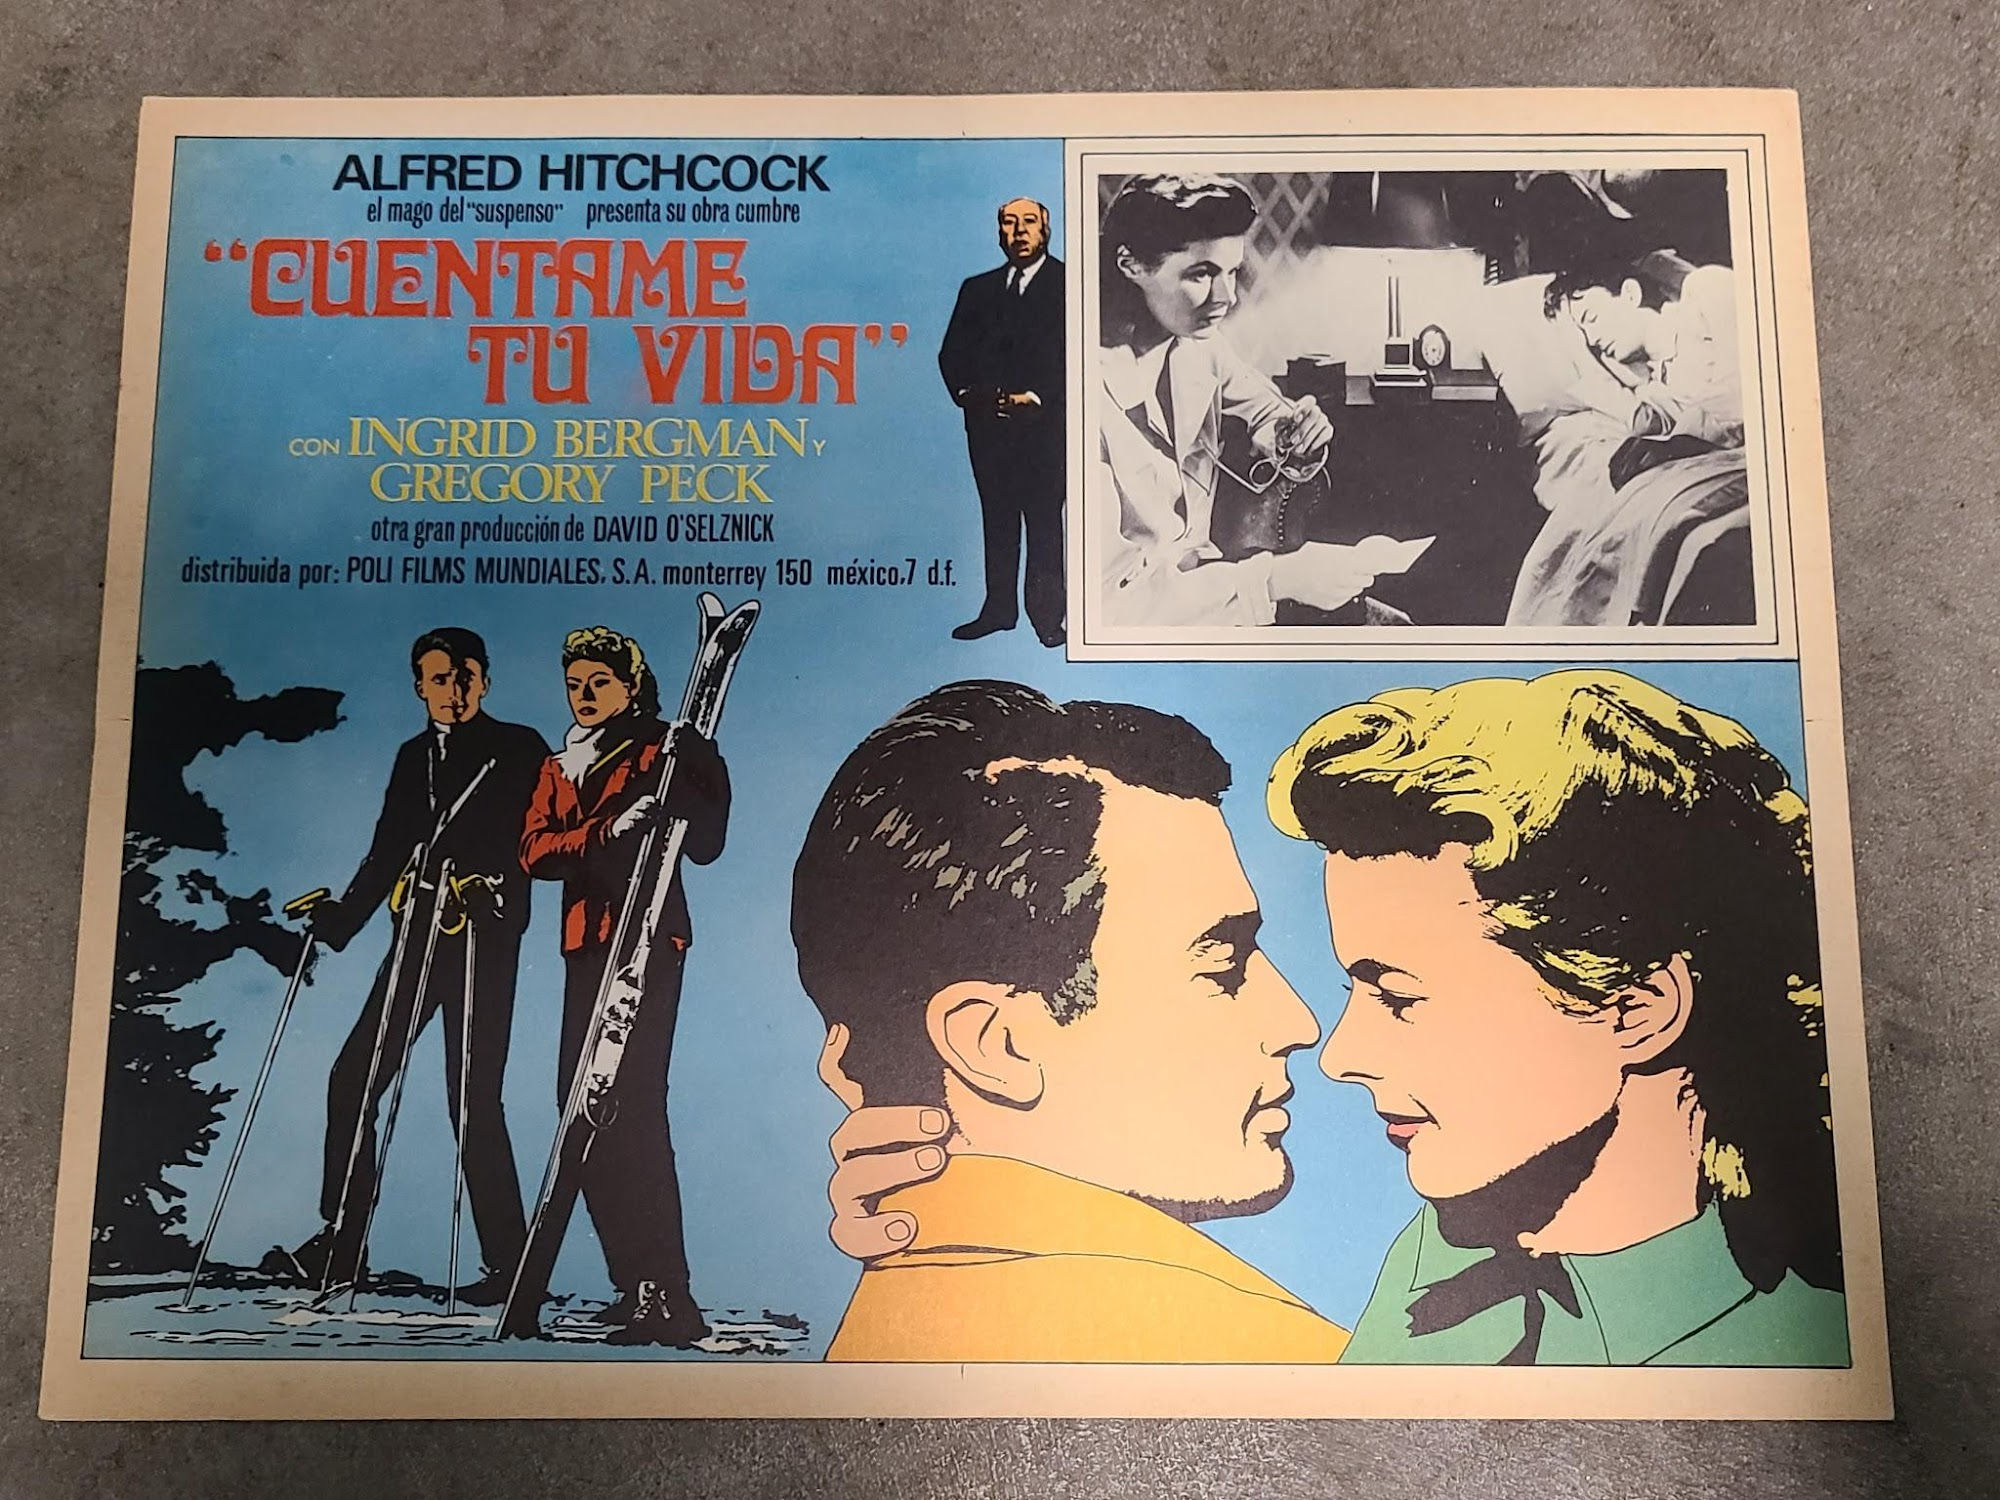 ALFRED HITCHCOCK
el mago del "suspenso" presenta su obra cumbre
"CUENTAME
TU VIDA"
CON INGRID BERGMAN Y
GREGORY PECK
otra gran producción de DAVID O'SELZNICK
distribuida por: POLI FILMS MUNDIALES, S.A. monterrey 150 méxico,7 d.f.